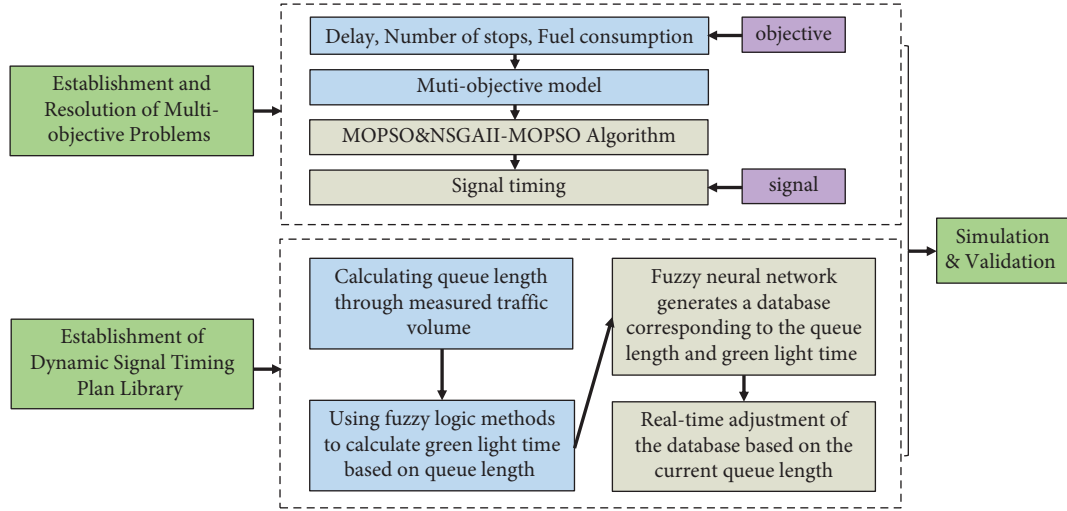 Establishment and
Resolution of Multi-
objective Problems
Delay, Number of stops, Fuel consumption
objective
Muti-objective model
MOPSO&NSGAII-MOPSO Algorithm
Signal timing
signal
Establishment of
Dynamic Signal Timing
Plan Library
Calculating queue length
through measured traffic
volume
Using fuzzy logic methods
to calculate green light time
based on queue length
Fuzzy neural network
generates a database
corresponding to the queue
length and green light time
Real-time adjustment of
the database based on the
current queue length
Simulation
& Validation